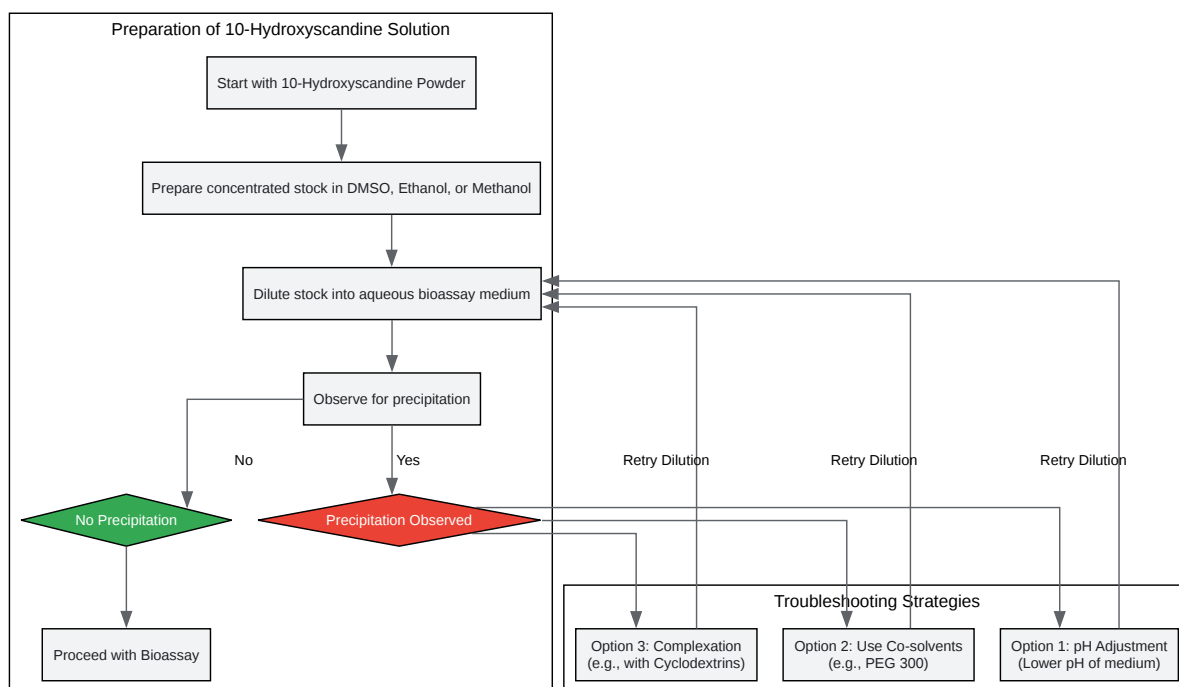 Preparation of 10-Hydroxyscandine Solution
Start with 10-Hydroxyscandine Powder
Prepare concentrated stock in DMSO, Ethanol, or Methanol
Dilute stock into aqueous bioassay medium
Observe for precipitation
No
Yes
Retry Dilution
Retry Dilution
Retry Dilution
No Precipitation
Precipitation Observed
Proceed with Bioassay
Troubleshooting Strategies
Option 3: Complexation
(e.g., with Cyclodextrins)
Option 2: Use Co-solvents
(e.g., PEG 300)
Option 1: pH Adjustment
(Lower pH of medium)